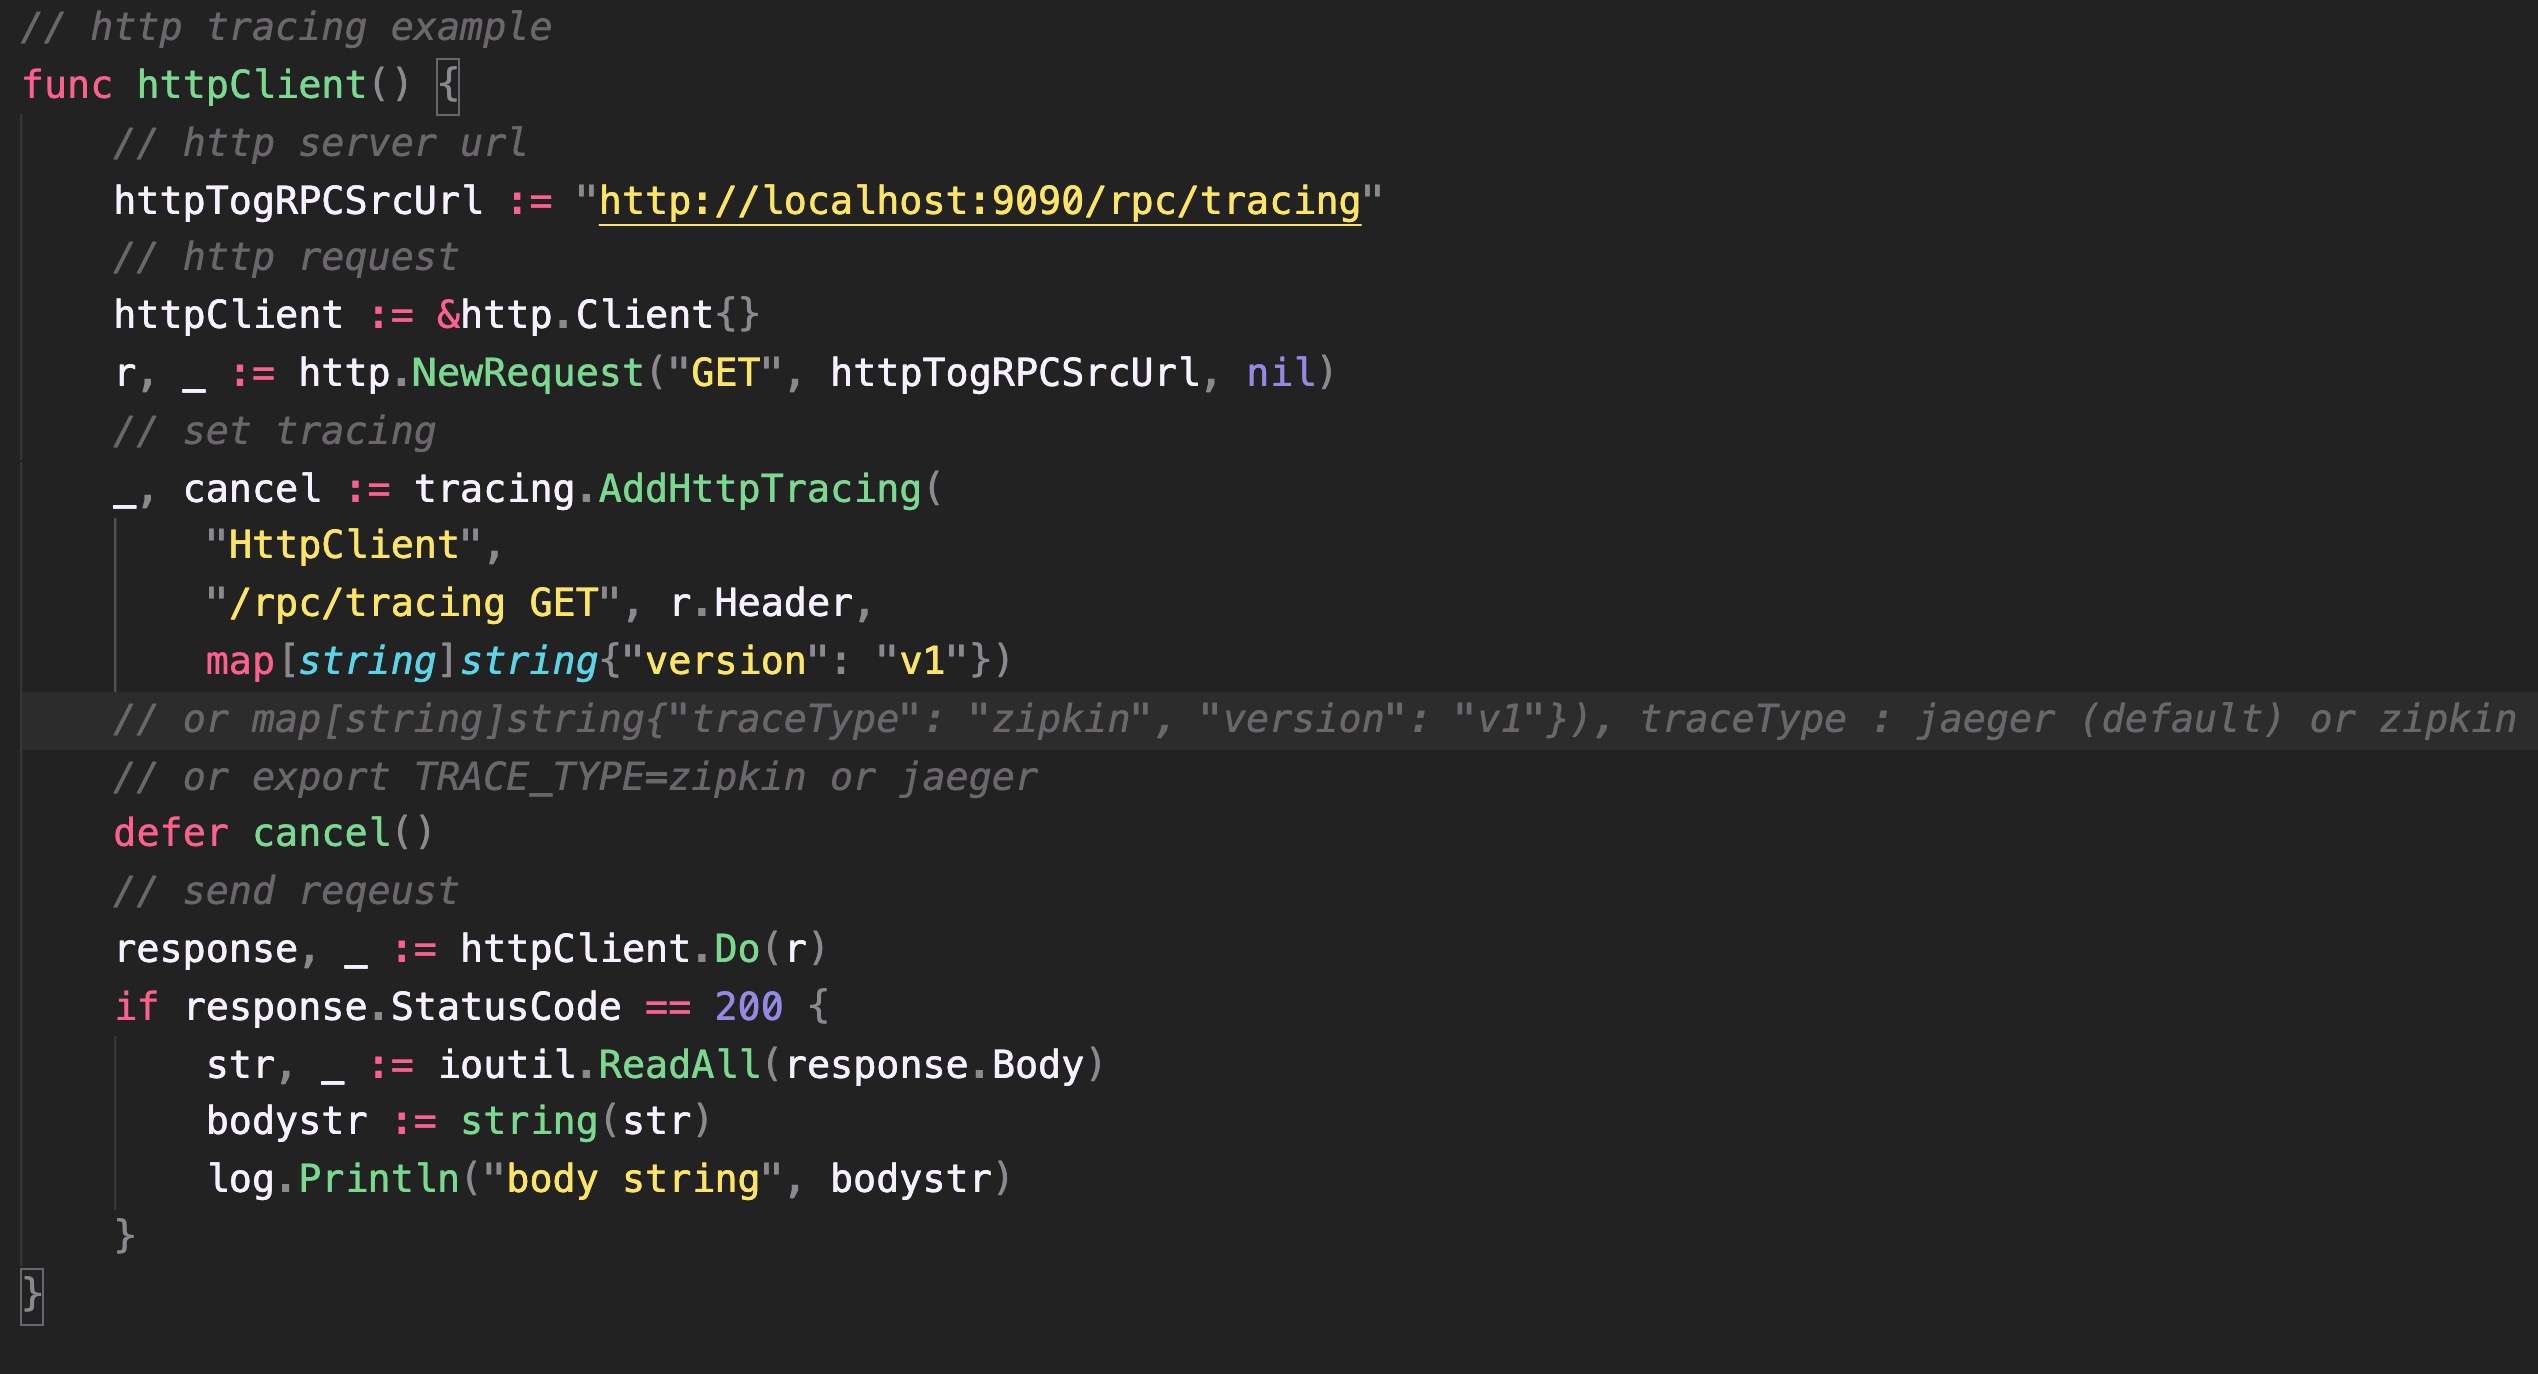 // http tracing example
func httpClient() {
    // http server url
    httpTogRPCSrcUrl := "http://localhost:9090/rpc/tracing"
    // http request
    httpClient := &http.Client{}
    r, _ := http.NewRequest("GET", httpTogRPCSrcUrl, nil)
    // set tracing
    _, cancel := tracing.AddHttpTracing(
        "HttpClient",
        "/rpc/tracing GET", r.Header,
        map[string]string{"version": "v1"})
    // or map[string]string{"traceType": "zipkin", "version": "v1"}), traceType : jaeger (default) or zipkin
    // or export TRACE_TYPE=zipkin or jaeger
    defer cancel()
    // send reqeust
    response, _ := httpClient.Do(r)
    if response.StatusCode == 200 {
        str, _ := ioutil.ReadAll(response.Body)
        bodystr := string(str)
        log.Println("body string", bodystr)
    }
}